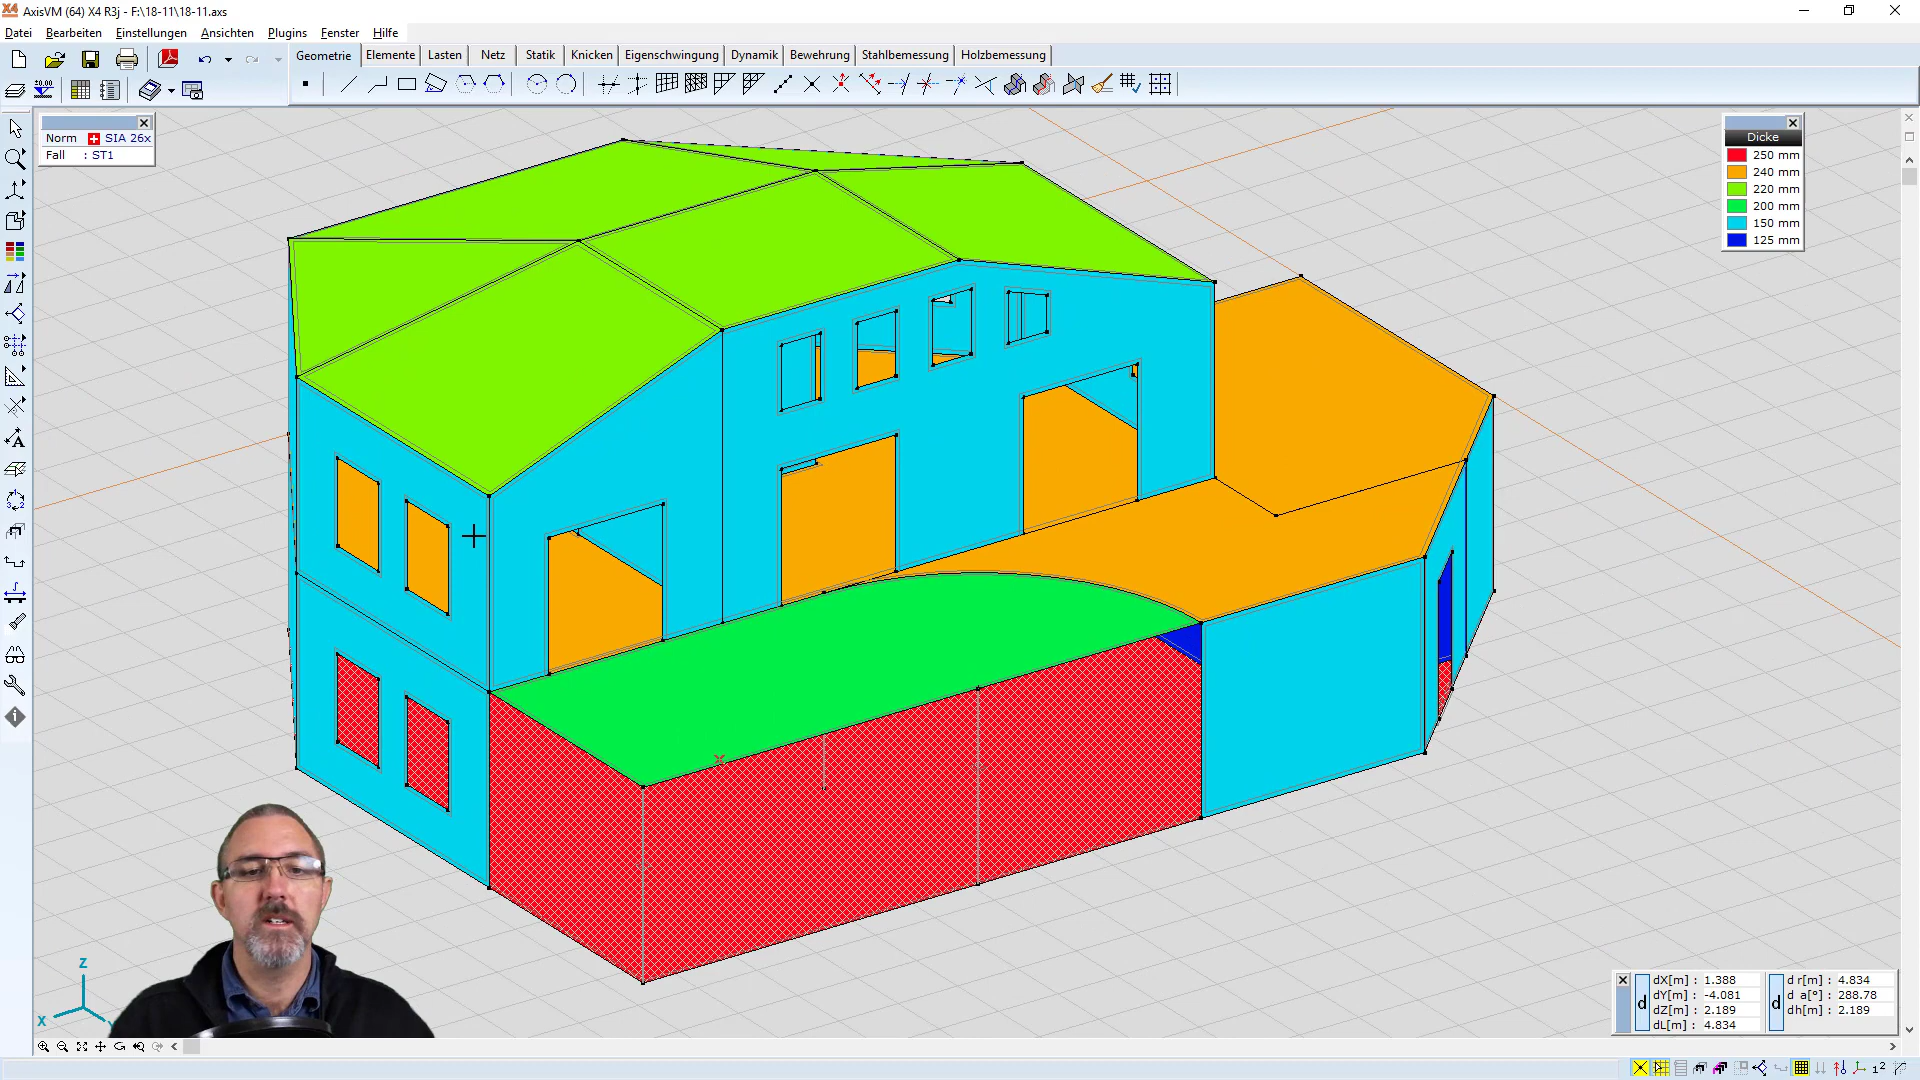 X4 AxisVM (64) X4 R3j - F:\18-11\18-11.axs
Datei Bearbeiten Einstellungen Ansichten Plugins Fenster Hilfe
Geometrie Elemente Lasten Netz Statik Knicken Eigenschwingung Dynamik Bewehrung Stahlbemessung Holzbemessung
Norm SIA 26x
Fall : ST1
Dicke
250 mm
240 mm
220 mm
200 mm
150 mm
125 mm
Z
X
d
dX[m] : 1.388
dY[m] : -4.081
dZ[m] : 2.189
dL[m] : 4.834
d
d r[m] : 4.834
d a[°] : 288.78
dh[m] : 2.189